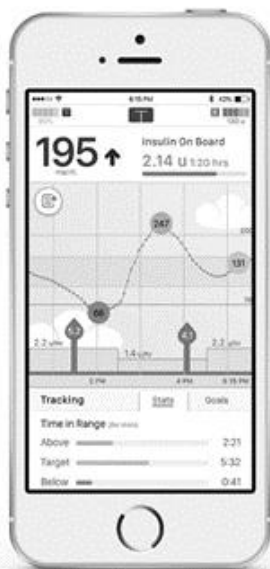 6:15 PM 42%
195 Insulin On Board
mg/dL 2.14 u 1:20 hrs
247
131
66
5.2 4.1
2.2 u/hr 1.4 u/hr 2.2 u/hr
2 PM 4 PM 6:15 PM
Tracking Stats Goals
Time in Range
Above 2:21
Target 5:32
Below 0:41